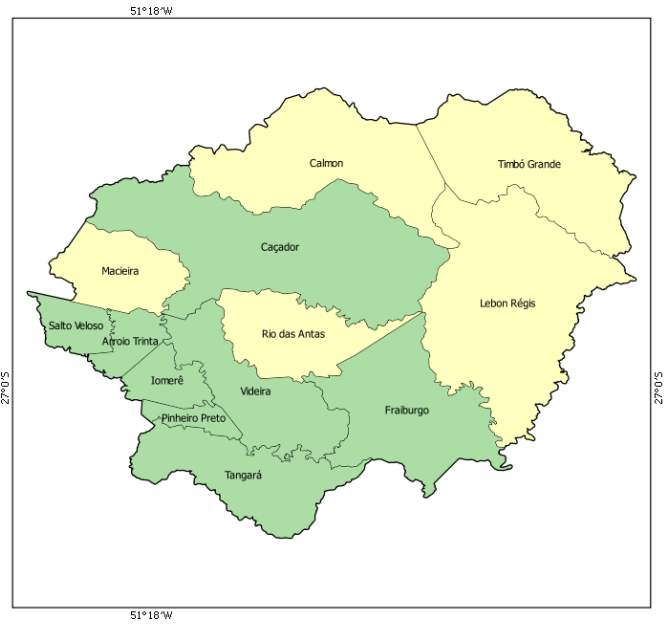 51°18´W
Calmon
Timbó Grande
Caçador
Macieira
Lebon Régis
Salto Veloso
Arroio Trinta
Rio das Antas
Iomerê
Videira
27°0´S
27°0´S
Fraiburgo
Pinheiro Preto
Tangará
51°18´W